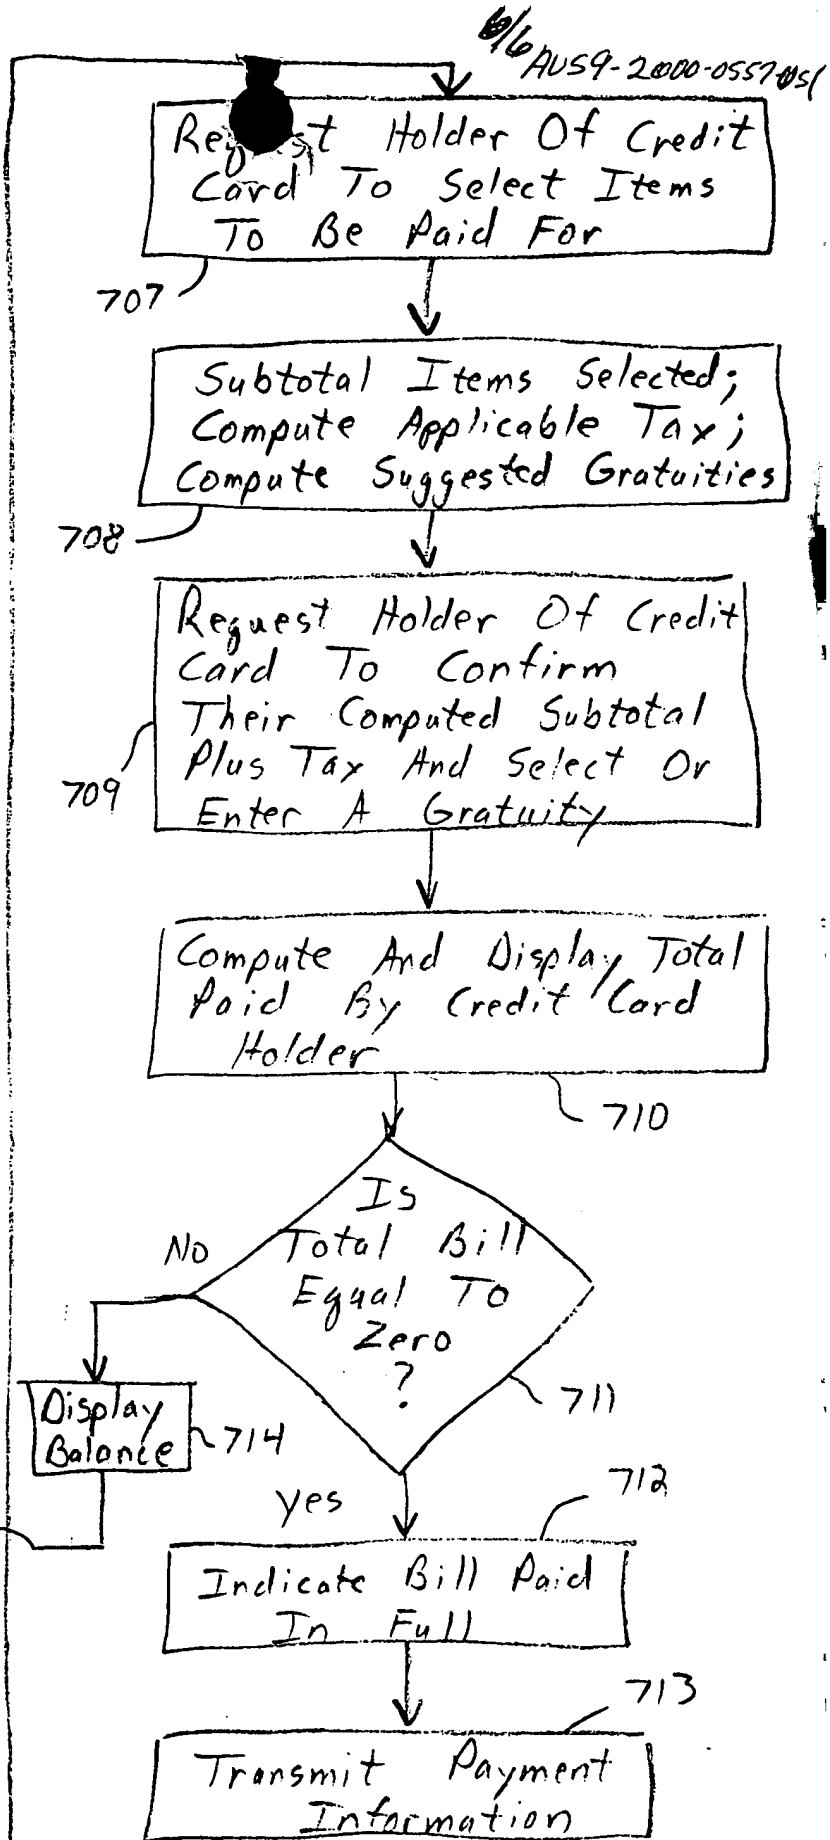 6/6
AUS9-2000-0557-US1
Request Holder Of Credit
Card To Select Items
To Be Paid For
707
Subtotal Items Selected;
Compute Applicable Tax;
Compute Suggested Gratuities
708
Request Holder Of Credit
Card To Confirm
Their Computed Subtotal
Plus Tax And Select Or
Enter A Gratuity
709
Compute And Display Total
Paid By Credit Card
Holder
710
Is
Total Bill
Equal To
Zero
?
No
711
Display
Balance
714
yes
712
Indicate Bill Paid
In Full
713
Transmit Payment
Information